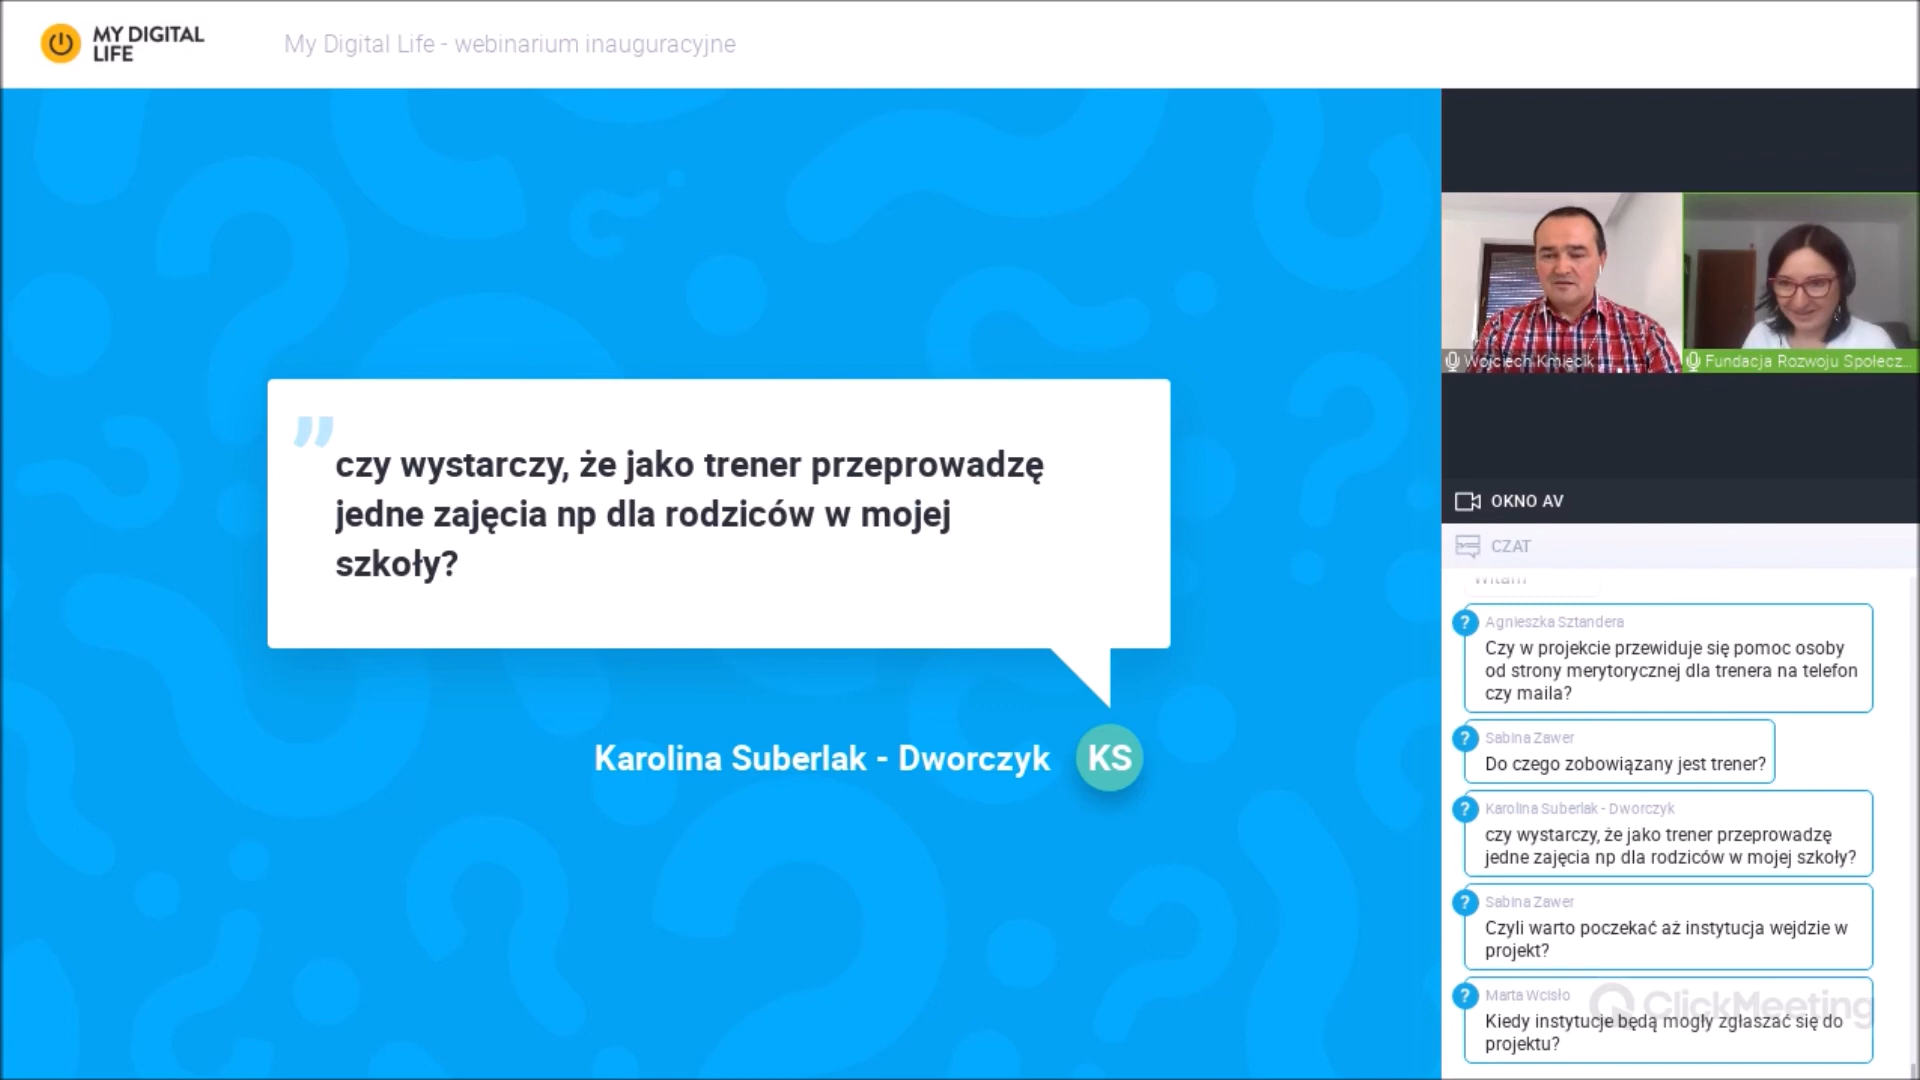 MY DIGITAL
LIFE
My Digital Life - webinarium inauguracyjne
czy wystarczy, że jako trener przeprowadzę
jedne zajęcia np dla rodziców w mojej
szkoły?
Karolina Suberlak - Dworczyk
KS
Wojciech Kmięcik
Fundacja Rozwoju Społecz...
OKNO AV
CZAT
Witam
Agnieszka Sztandera
Czy w projekcie przewiduje się pomoc osoby
od strony merytorycznej dla trenera na telefon
czy maila?
Sabina Zawer
Do czego zobowiązany jest trener?
Karolina Suberlak - Dworczyk
czy wystarczy, że jako trener przeprowadzę
jedne zajęcia np dla rodziców w mojej szkoły?
Sabina Zawer
Czyli warto poczekać aż instytucja wejdzie w
projekt?
Marta Wcisło
ClickMeeting
Kiedy instytucje będą mogły zgłaszać się do
projektu?